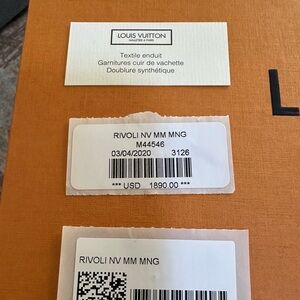 LOUIS VUITTON
MALLETIER À PARIS
Textile enduit
Garnitures cuir de vachette
Doublure synthétique
L
RIVOLI NV MM MNG
M44546
03/04/2020 3126
*** USD 1890.00 ***
RIVOLI NV MM MNG